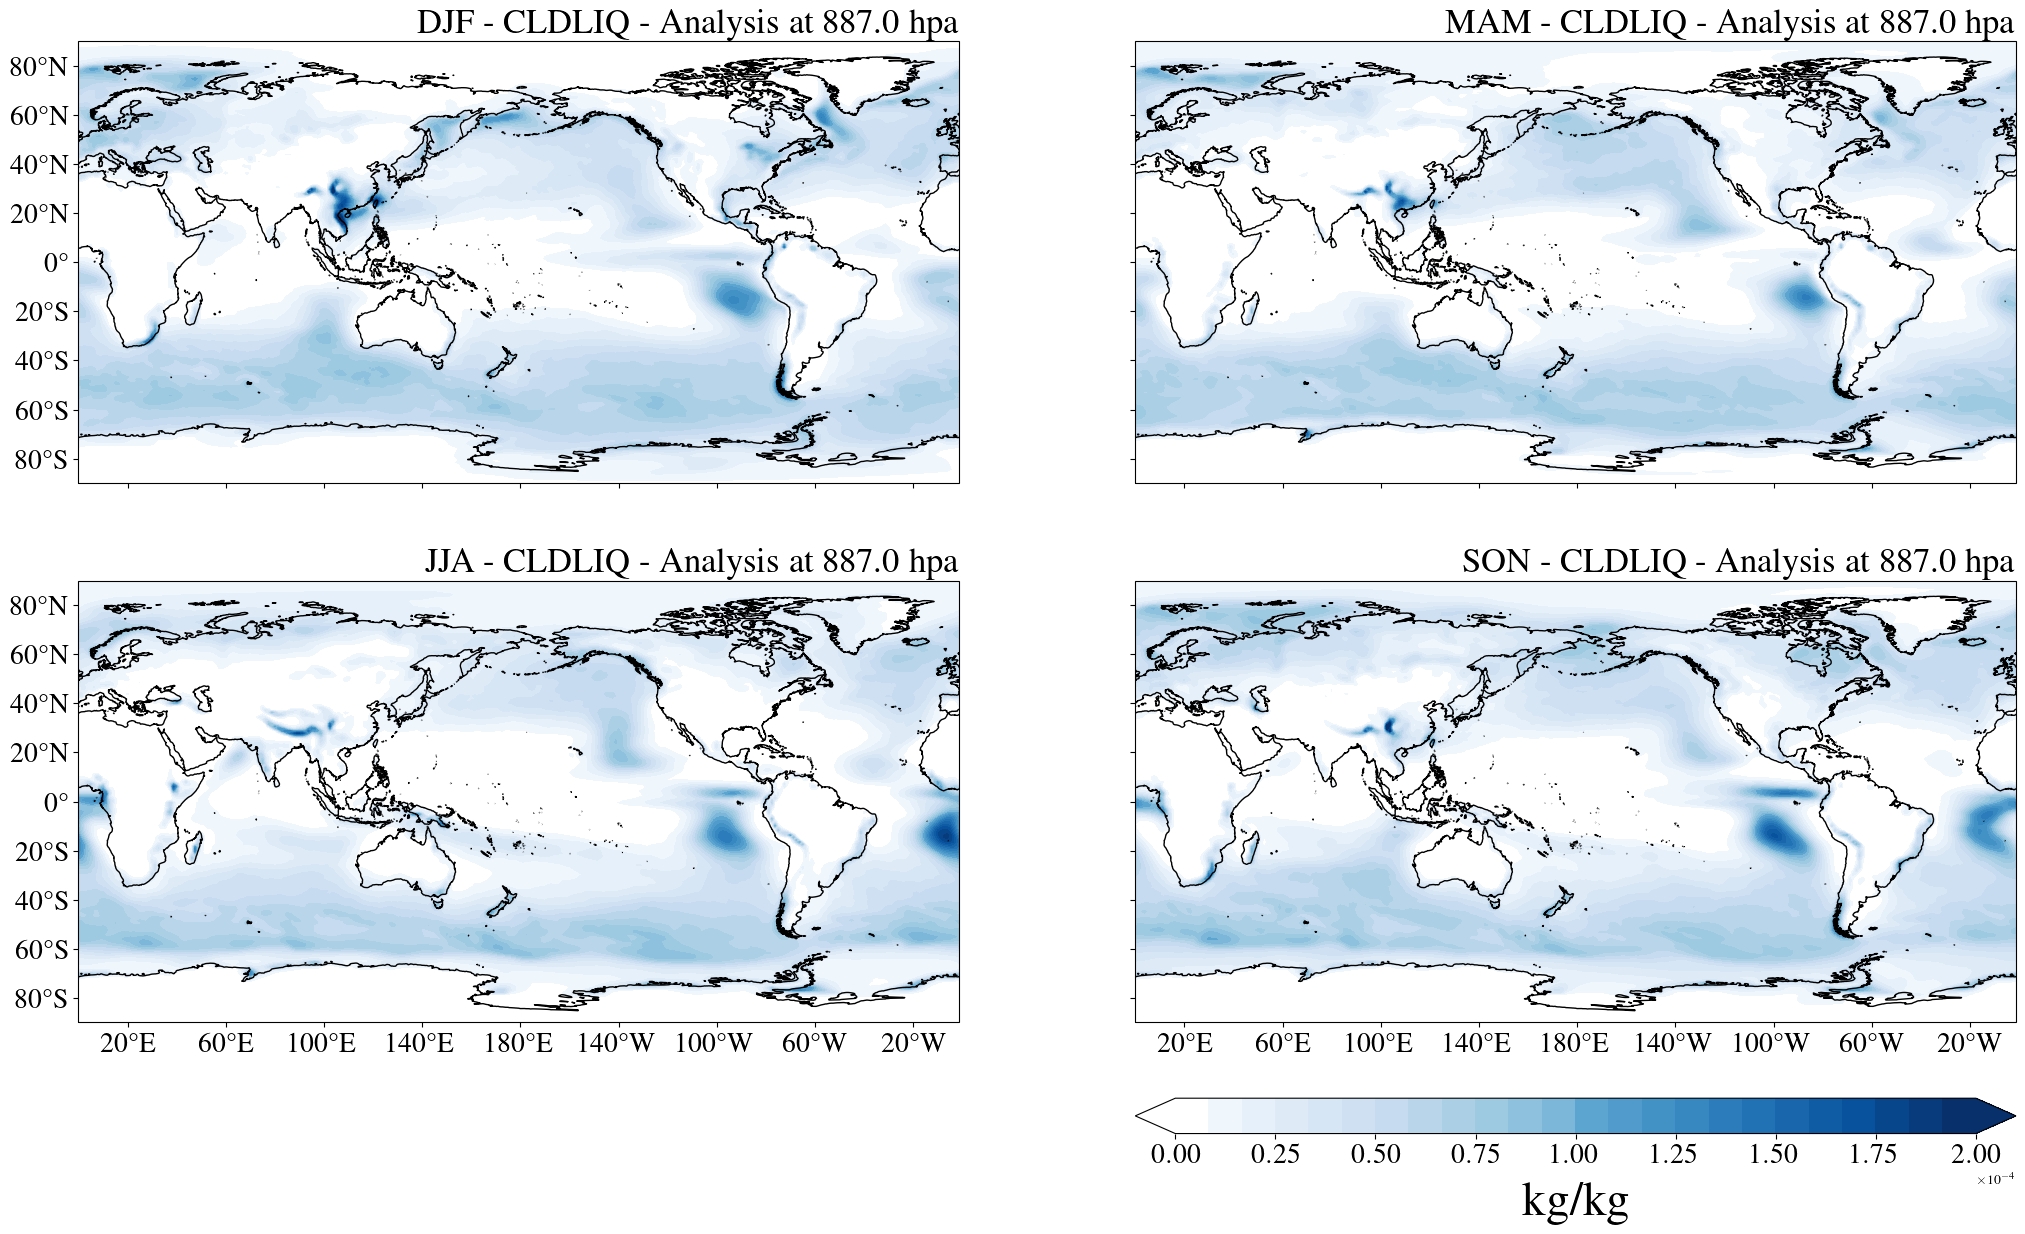 DJF - CLDLIQ - Analysis at 887.0 hpa
MAM - CLDLIQ - Analysis at 887.0 hpa
80°N
60°N
40°N
20°N
0°
20°S
40°S
60°S
80°S
JJA - CLDLIQ - Analysis at 887.0 hpa
SON - CLDLIQ - Analysis at 887.0 hpa
80°N
60°N
40°N
20°N
0°
20°S
40°S
60°S
80°S
20°E 60°E 100°E 140°E 180°E 140°W 100°W 60°W 20°W
20°E 60°E 100°E 140°E 180°E 140°W 100°W 60°W 20°W
0.00 0.25 0.50 0.75 1.00 1.25 1.50 1.75 2.00
×10⁻⁴
kg/kg